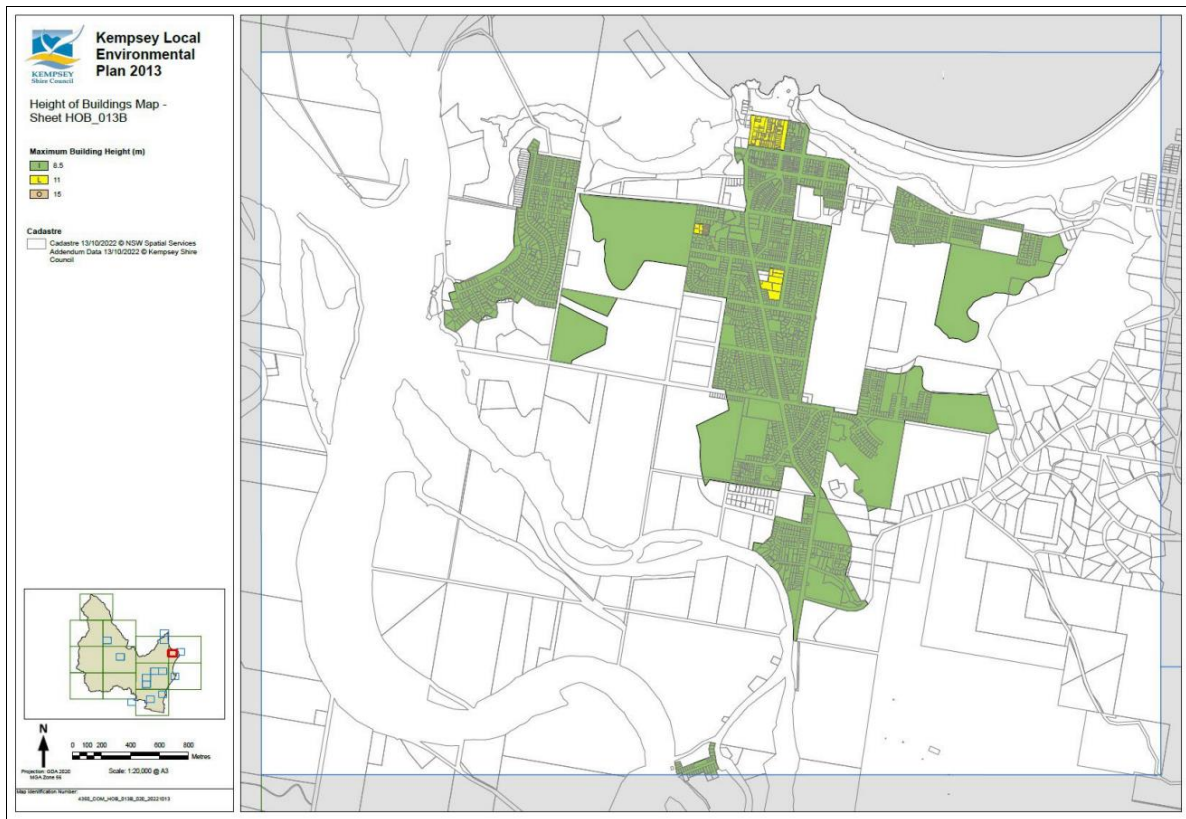 KEMPSEY
Shire Council
Kempsey Local
Environmental
Plan 2013
Height of Buildings Map -
Sheet HOB_013B
Maximum Building Height (m)
I 8.5
L 11
O 15
Cadastre
Cadastre 13/10/2022 © NSW Spatial Services
Addendum Data 13/10/2022 © Kempsey Shire
Council
N
0 100 200 400 600 800
Metres
Projection: GDA 2020
MGA Zone 56
Scale: 1:20,000 @ A3
Map Identification Number:
4350_COM_HOB_013B_020_20221013